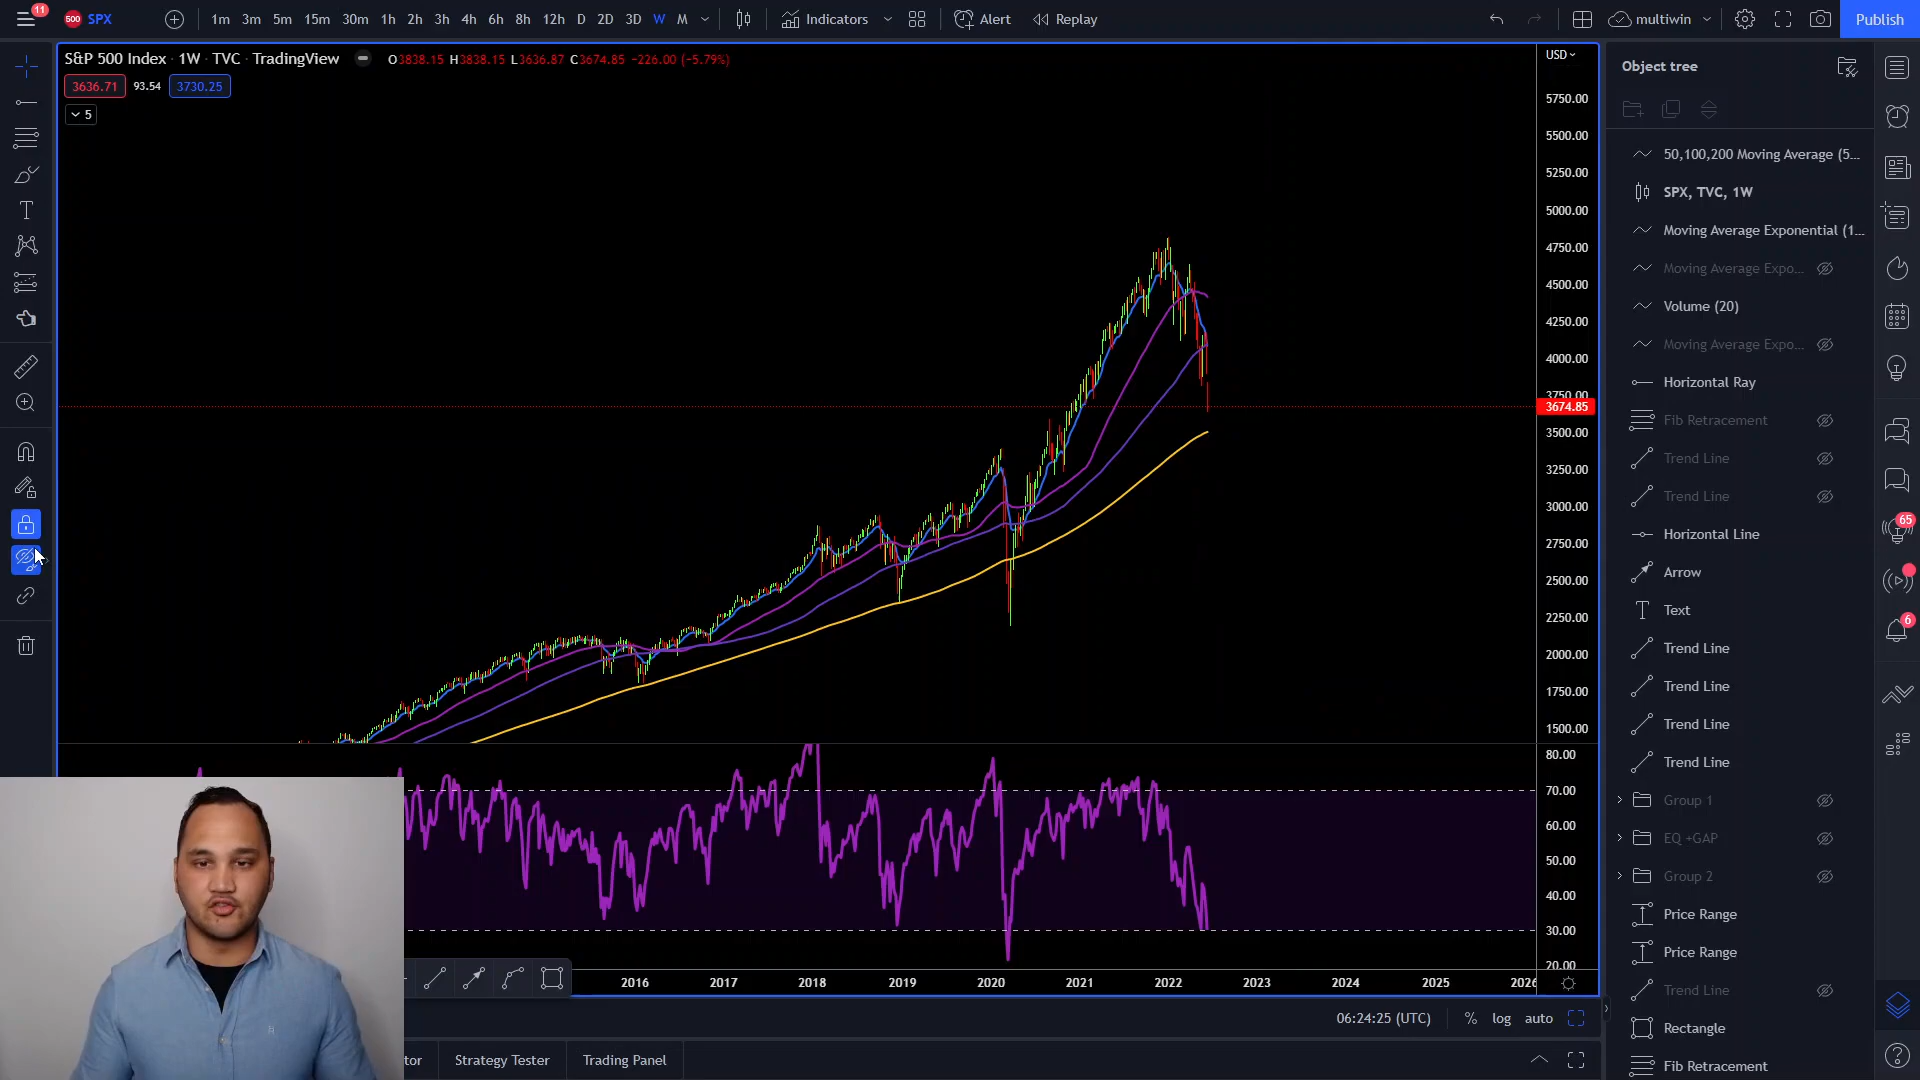 11
500 SPX
1m 3m 5m 15m 30m 1h 2h 3h 4h 6h 8h 12h D 2D 3D W M
Indicators
Alert
Replay
multiwin
Publish
S&P 500 Index · 1W · TVC · TradingView
O3838.15 H3838.15 L3636.87 C3674.85 −226.00 (−5.79%)
3636.71 93.54 3730.25
5
USD
5750.00
5500.00
5250.00
5000.00
4750.00
4500.00
4250.00
4000.00
3750.00
3674.85
3500.00
3250.00
3000.00
2750.00
2500.00
2250.00
2000.00
1750.00
1500.00
80.00
70.00
60.00
50.00
40.00
30.00
20.00
2016 2017 2018 2019 2020 2021 2022 2023 2024 2025 2026
06:24:25 (UTC) % log auto
tor
Strategy Tester
Trading Panel
Object tree
50,100,200 Moving Average (5...
SPX, TVC, 1W
Moving Average Exponential (1...
Moving Average Expo...
Volume (20)
Moving Average Expo...
Horizontal Ray
Fib Retracement
Trend Line
Trend Line
Horizontal Line
Arrow
Text
Trend Line
Trend Line
Trend Line
Trend Line
Group 1
EQ +GAP
Group 2
Price Range
Price Range
Trend Line
Rectangle
Fib Retracement
65
6